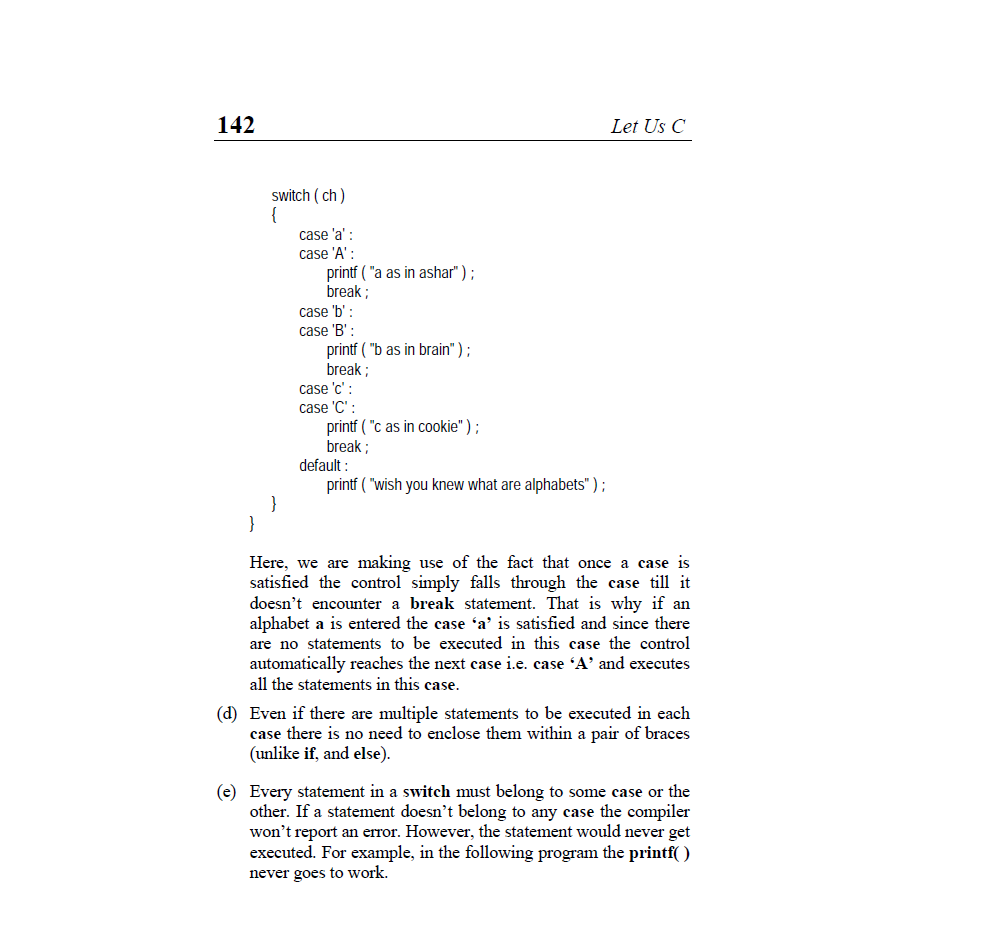 142 Let Us C
switch ( ch )
{
case 'a' :
case 'A' :
printf ( "a as in ashar" ) ;
break ;
case 'b' :
case 'B' :
printf ( "b as in brain" ) ;
break ;
case 'c' :
case 'C' :
printf ( "c as in cookie" ) ;
break ;
default :
printf ( "wish you knew what are alphabets" ) ;
}
}
Here, we are making use of the fact that once a case is
satisfied the control simply falls through the case till it
doesn’t encounter a break statement. That is why if an
alphabet a is entered the case ‘a’ is satisfied and since there
are no statements to be executed in this case the control
automatically reaches the next case i.e. case ‘A’ and executes
all the statements in this case.
(d) Even if there are multiple statements to be executed in each
case there is no need to enclose them within a pair of braces
(unlike if, and else).
(e) Every statement in a switch must belong to some case or the
other. If a statement doesn’t belong to any case the compiler
won’t report an error. However, the statement would never get
executed. For example, in the following program the printf( )
never goes to work.